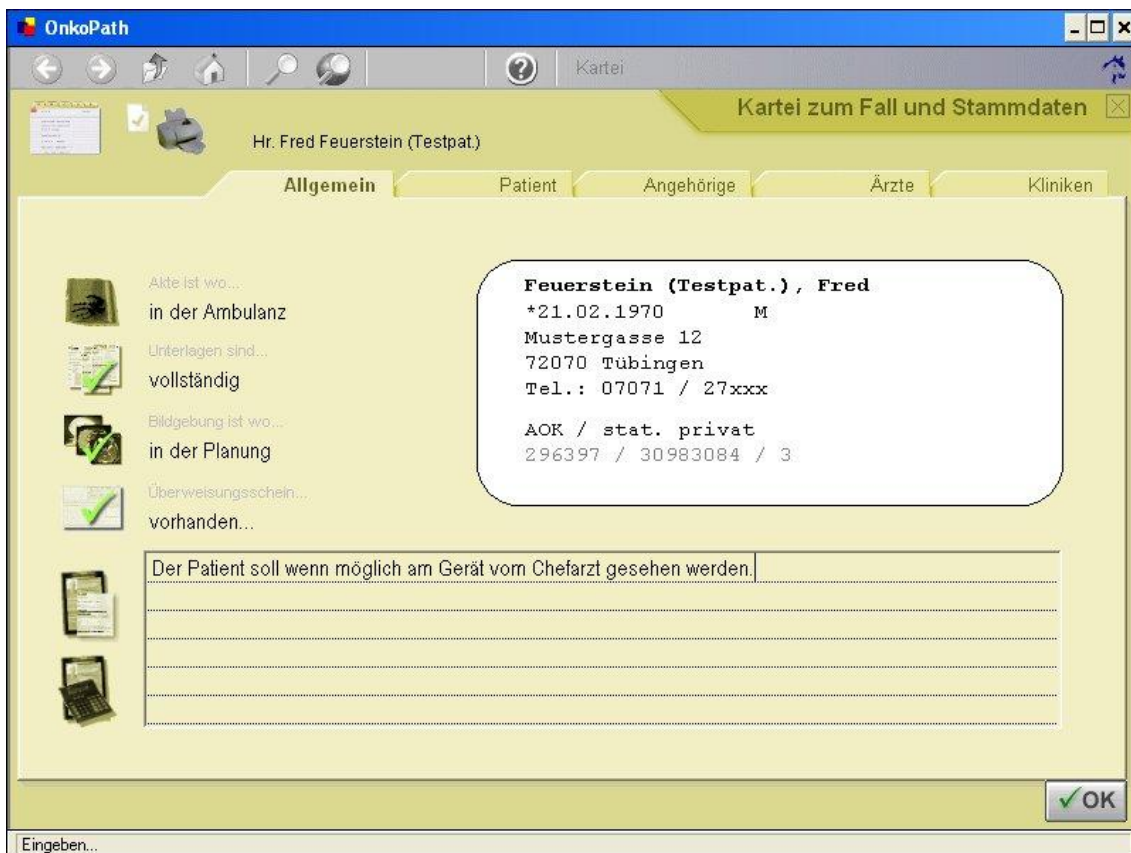 OnkoPath
Kartei
Kartei zum Fall und Stammdaten
Hr. Fred Feuerstein (Testpat.)
Allgemein Patient Angehörige Ärzte Kliniken
Akte ist wo...
in der Ambulanz
Unterlagen sind...
vollständig
Bildgebung ist wo...
in der Planung
Überweisungsschein...
vorhanden...
Feuerstein (Testpat.), Fred
*21.02.1970 M
Mustergasse 12
72070 Tübingen
Tel.: 07071 / 27xxx
AOK / stat. privat
296397 / 30983084 / 3
Der Patient soll wenn möglich am Gerät vom Chefarzt gesehen werden.
OK
Eingeben...